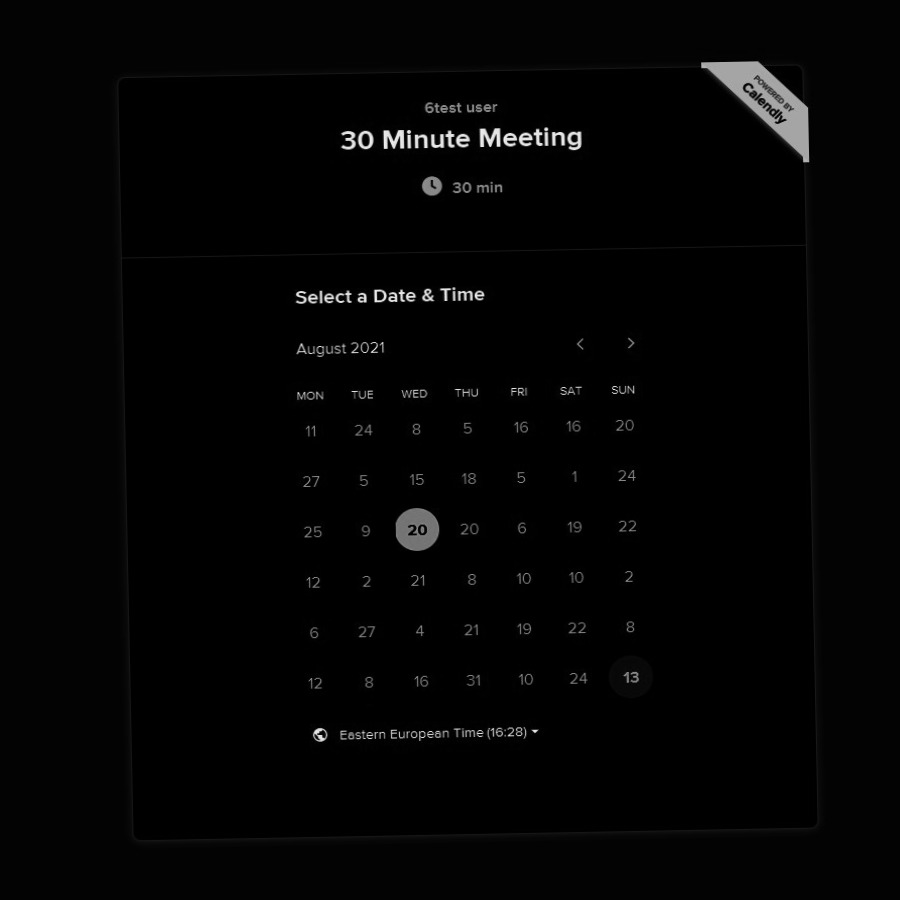 POWERED BY
Calendly
6test user
30 Minute Meeting
30 min
Select a Date & Time
August 2021
MON TUE WED THU FRI SAT SUN
11 24 8 5 16 16 20
27 5 15 18 5 1 24
25 9 20 20 6 19 22
12 2 21 8 10 10 2
6 27 4 21 19 22 8
12 8 16 31 10 24 13
Eastern European Time (16:28)